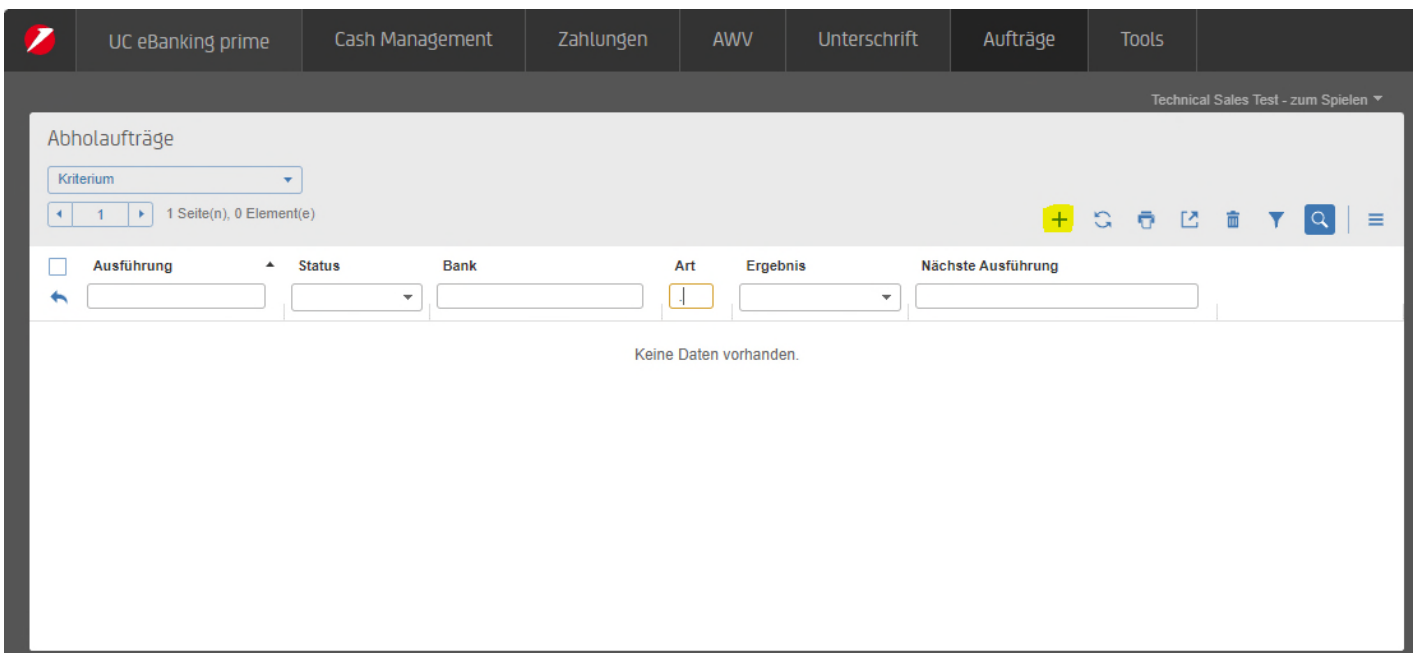 UC eBanking prime Cash Management Zahlungen AWV Unterschrift Aufträge Tools
Technical Sales Test - zum Spielen
Abholaufträge
Kriterium
1 1 Seite(n), 0 Element(e)
Ausführung Status Bank Art Ergebnis Nächste Ausführung
.
Keine Daten vorhanden.